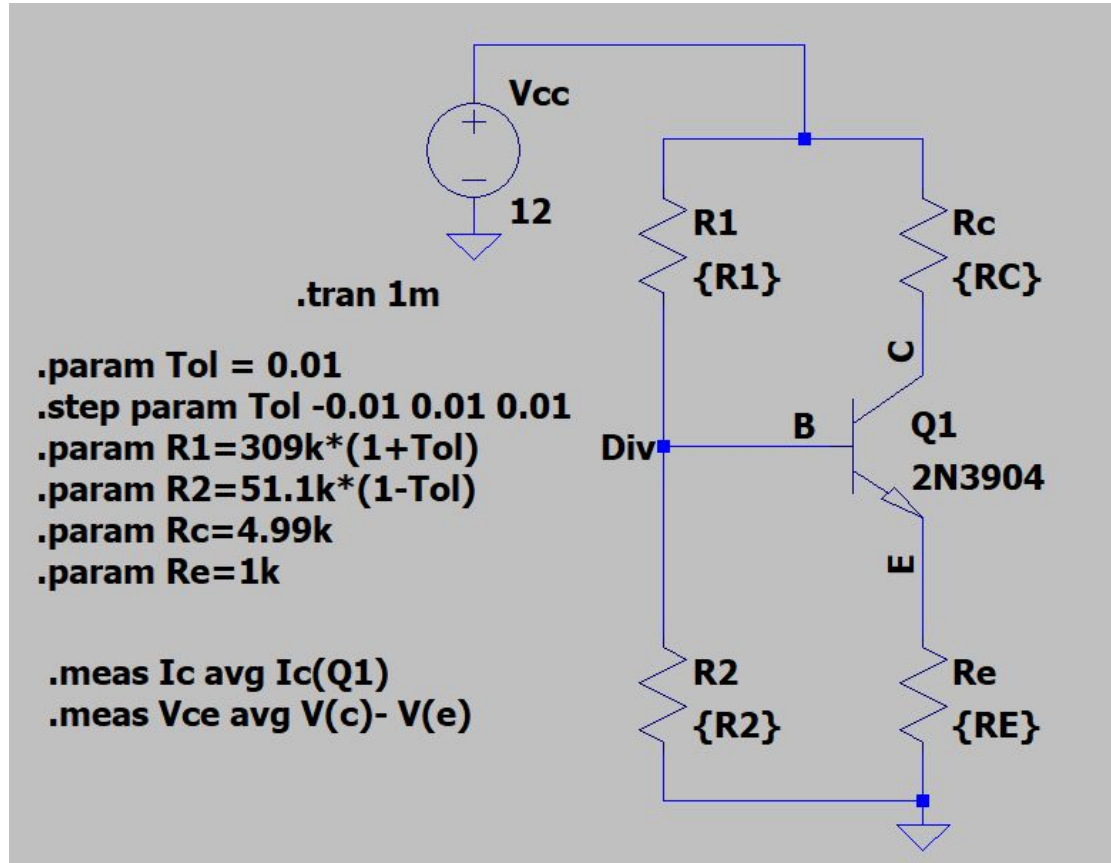 Vcc
12
.tran 1m
.param Tol = 0.01
.step param Tol -0.01 0.01 0.01
.param R1=309k*(1+Tol)
.param R2=51.1k*(1-Tol)
.param Rc=4.99k
.param Re=1k
.meas Ic avg Ic(Q1)
.meas Vce avg V(c)- V(e)
R1
{R1}
Rc
{RC}
C
Div
B
Q1
2N3904
E
R2
{R2}
Re
{RE}